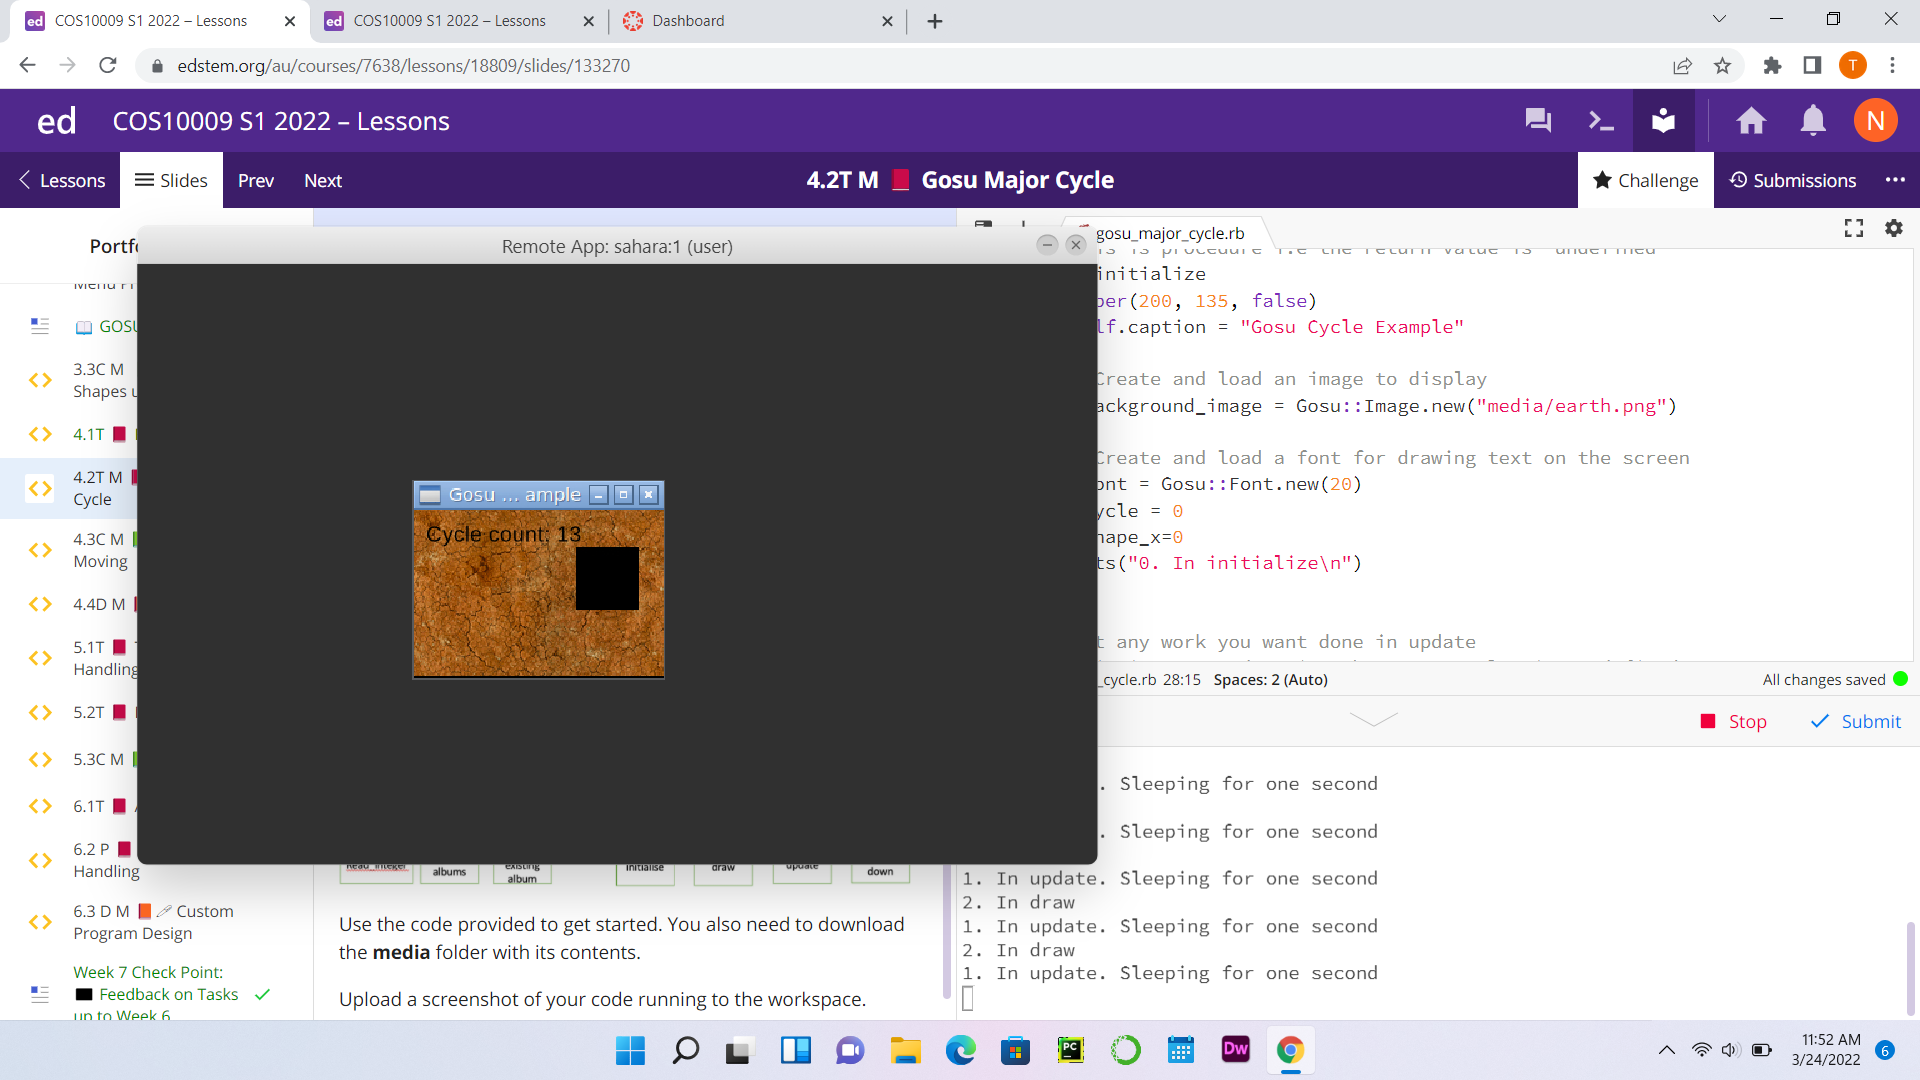 COS10009 S1 2022 – Lessons
COS10009 S1 2022 – Lessons
Dashboard
edstem.org/au/courses/7638/lessons/18809/slides/133270
T
ed COS10009 S1 2022 – Lessons
N
Lessons
Slides
Prev
Next
4.2T M 📕 Gosu Major Cycle
Challenge
Submissions
Remote App: sahara:1 (user)
Gosu ... ample
Cycle count: 13
3.3C M
Shapes
4.1T
4.2T M
Cycle
4.3C M
Moving
4.4D M
5.1T
Handling
5.2T
5.3C M
6.1T
6.2 P
Handling
6.3 D M Custom
Program Design
Week 7 Check Point:
Feedback on Tasks
up to Week 6
albums
existing
album
initialise
draw
update
down
Use the code provided to get started. You also need to download
the media folder with its contents.
Upload a screenshot of your code running to the workspace.
gosu_major_cycle.rb
is procedure i.e the return value is 'undefined'
initialize
per(200, 135, false)
lf.caption = "Gosu Cycle Example"
Create and load an image to display
ackground_image = Gosu::Image.new("media/earth.png")
Create and load a font for drawing text on the screen
ont = Gosu::Font.new(20)
ycle = 0
hape_x=0
ts("0. In initialize\n")
t any work you want done in update
_cycle.rb 28:15 Spaces: 2 (Auto)
All changes saved
Stop
Submit
. Sleeping for one second
. Sleeping for one second
1. In update. Sleeping for one second
2. In draw
1. In update. Sleeping for one second
2. In draw
1. In update. Sleeping for one second
PC
Dw
11:52 AM
3/24/2022
6